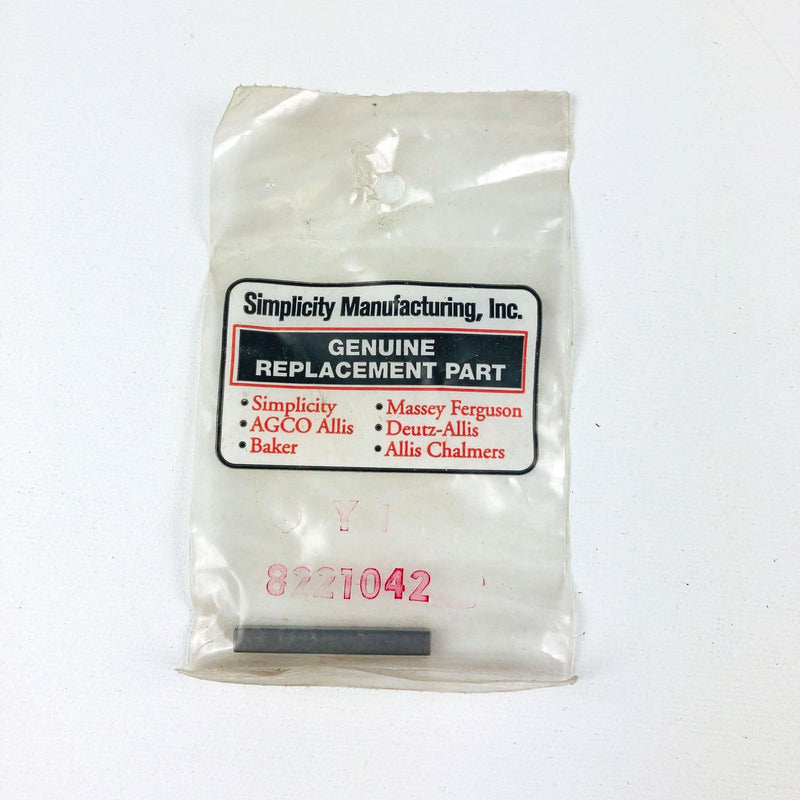 Simplicity Manufacturing, Inc.
GENUINE
REPLACEMENT PART
• Simplicity
• AGCO Allis
• Baker
• Massey Ferguson
• Deutz-Allis
• Allis Chalmers
8221042